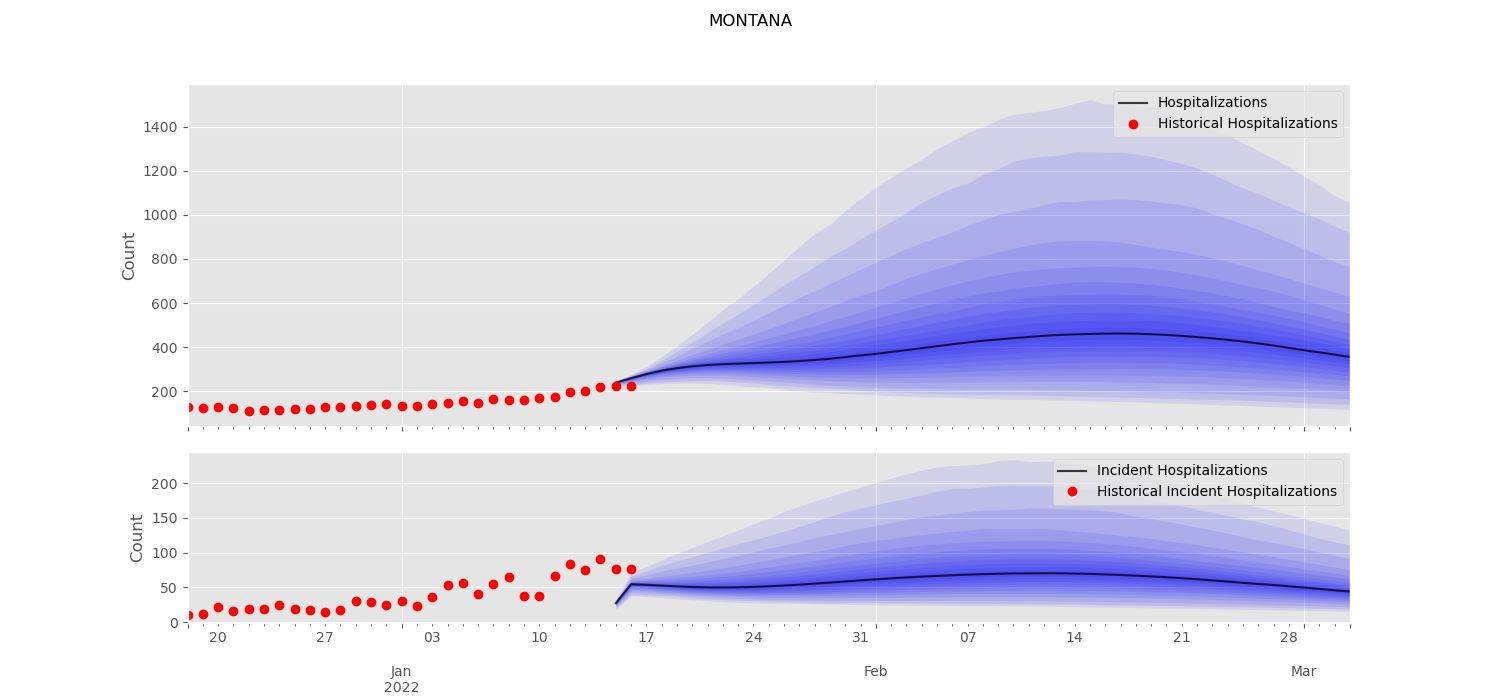 MONTANA
Hospitalizations
Historical Hospitalizations
1400
1200
1000
800
600
400
200
Count
Incident Hospitalizations
Historical Incident Hospitalizations
200
150
100
50
0
Count
20 27 03 10 17 24 31 07 14 21 28
Jan Feb Mar
2022